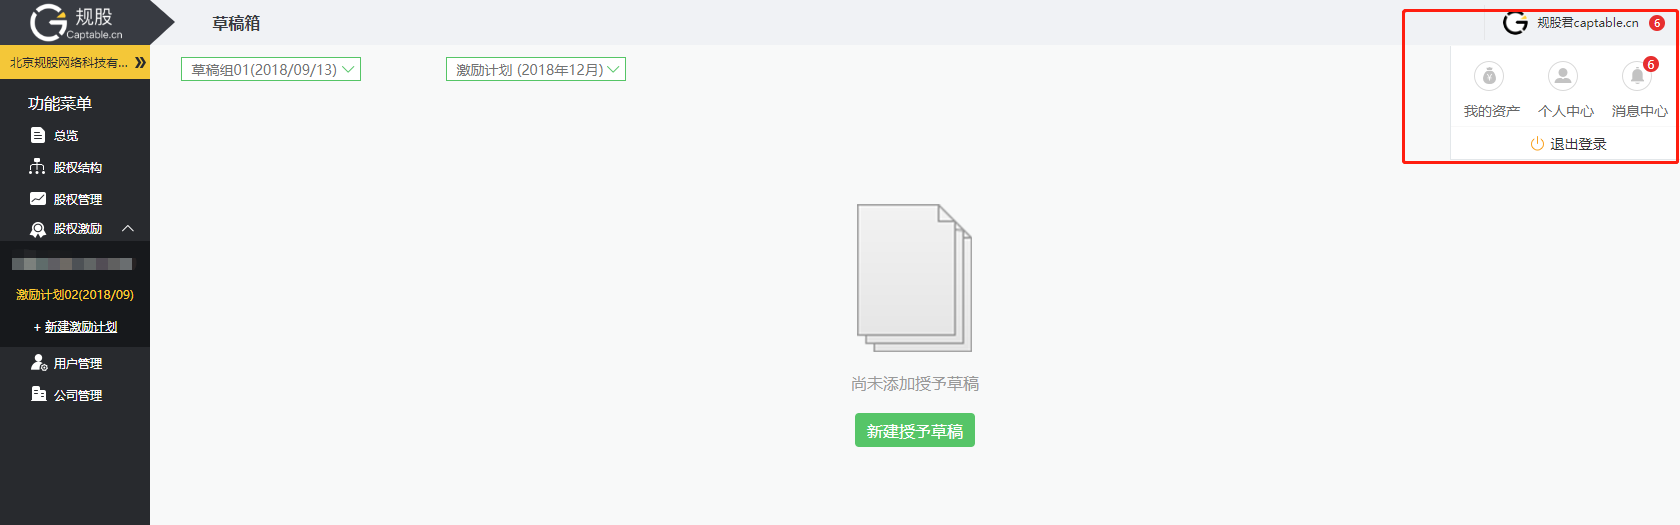 规股
Captable.cn
草稿箱
规股君captable.cn 6
北京规股网络科技有...
草稿组01(2018/09/13)
激励计划 (2018年12月)
6
我的资产 个人中心 消息中心
退出登录
功能菜单
总览
股权结构
股权管理
股权激励
激励计划02(2018/09)
+ 新建激励计划
用户管理
公司管理
尚未添加授予草稿
新建授予草稿